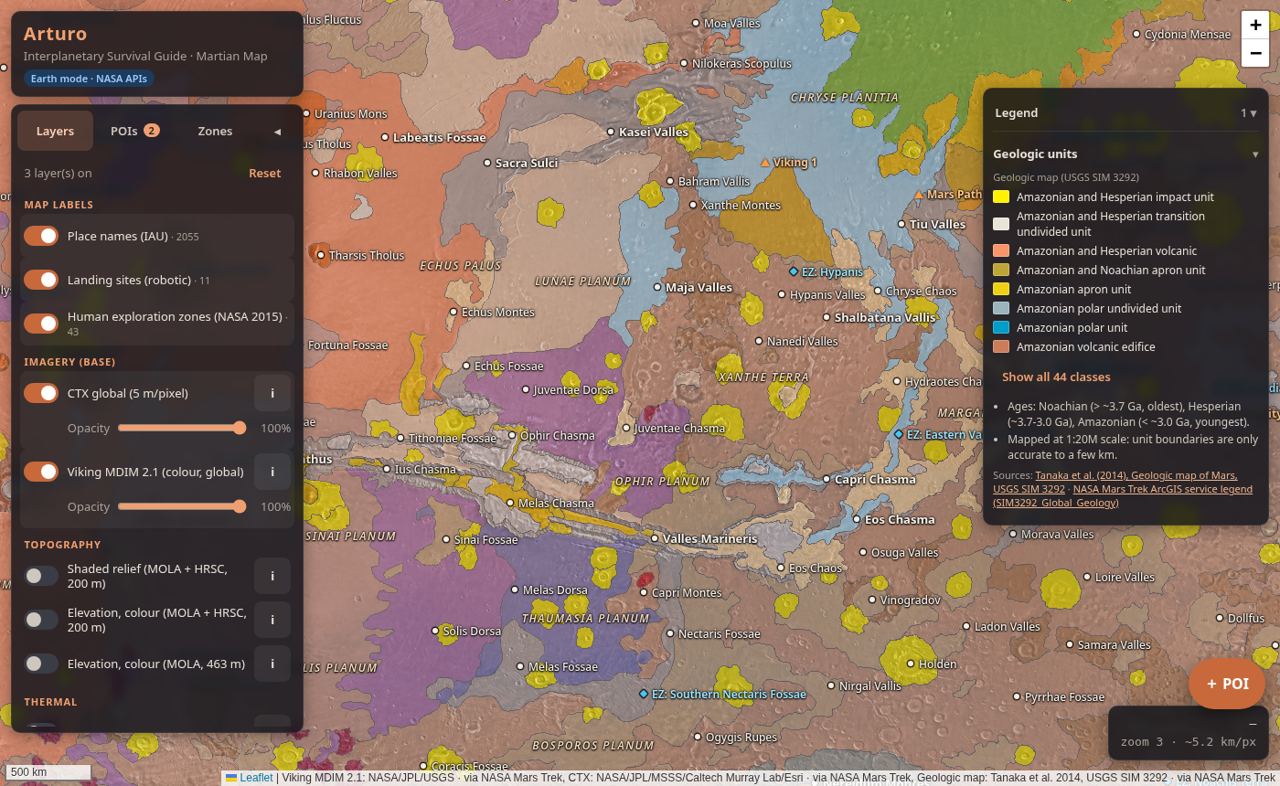 Arturo
Interplanetary Survival Guide · Martian Map
Earth mode · NASA APIs
Layers
POIs 2
Zones
◂
3 layer(s) on
Reset
MAP LABELS
Place names (IAU) · 2055
Landing sites (robotic) · 11
Human exploration zones (NASA 2015) ·
43
IMAGERY (BASE)
CTX global (5 m/pixel)
i
Opacity
100%
Viking MDIM 2.1 (colour, global)
i
Opacity
100%
TOPOGRAPHY
Shaded relief (MOLA + HRSC,
200 m)
i
Elevation, colour (MOLA + HRSC,
200 m)
i
Elevation, colour (MOLA, 463 m)
i
THERMAL
500 km
Moa Valles
Cydonia Mensae
Nilokeras Scopulus
CHRYSE PLANITIA
Uranius Mons
Labeatis Fossae
Kasei Valles
Sacra Sulci
Viking 1
Rhabon Valles
Bahram Vallis
Mars Path
Xanthe Montes
Tiu Valles
Tharsis Tholus
ECHUS PALUS
EZ: Hypanis
LUNAE PLANUM
Maja Valles
Hypanis Valles
Chryse Chaos
Echus Montes
Shalbatana Vallis
Fortuna Fossae
Nanedi Valles
Echus Fossae
XANTHE TERRA
Juventae Dorsa
Hydraotes Cha
Juventae Chasma
Tithoniae Fossae
Ophir Chasma
EZ: Eastern Va
Ius Chasma
OPHIR PLANUM
Capri Chasma
Melas Chasma
Eos Chasma
SINAI PLANUM
Sinai Fossae
Valles Marineris
Morava Valles
Osuga Valles
Eos Chaos
Loire Valles
Melas Dorsa
Capri Montes
Vinogradov
THAUMASIA PLANUM
Dollfus
Solis Dorsa
Nectaris Fossae
Ladon Valles
Samara Valles
LIS PLANUM
Melas Fossae
Holden
Nirgal Vallis
EZ: Southern Nectaris Fossae
Pyrrhae Fossae
Ogygis Rupes
BOSPOROS PLANUM
Coracis Fossae
+
−
Legend
1 ▾
Geologic units
▾
Geologic map (USGS SIM 3292)
Amazonian and Hesperian impact unit
Amazonian and Hesperian transition
undivided unit
Amazonian and Hesperian volcanic
Amazonian and Noachian apron unit
Amazonian apron unit
Amazonian polar undivided unit
Amazonian polar unit
Amazonian volcanic edifice
Show all 44 classes
• Ages: Noachian (> ~3.7 Ga, oldest), Hesperian
(~3.7-3.0 Ga), Amazonian (< ~3.0 Ga, youngest).
• Mapped at 1:20M scale: unit boundaries are only
accurate to a few km.
Sources: Tanaka et al. (2014), Geologic map of Mars,
USGS SIM 3292 · NASA Mars Trek ArcGIS service legend
(SIM3292_Global_Geology)
+ POI
—
zoom 3 · ~5.2 km/px
Leaflet | Viking MDIM 2.1: NASA/JPL/USGS · via NASA Mars Trek, CTX: NASA/JPL/MSSS/Caltech Murray Lab/Esri · via NASA Mars Trek, Geologic map: Tanaka et al. 2014, USGS SIM 3292 · via NASA Mars Trek